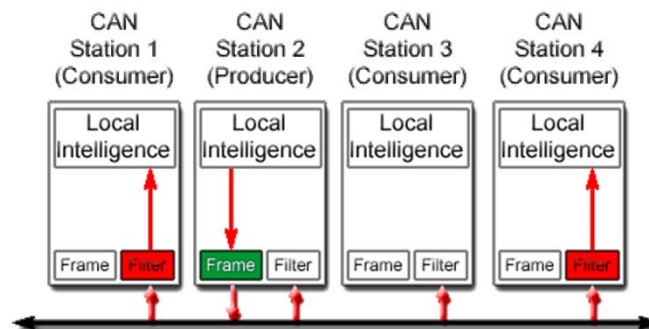 CAN
Station 1
(Consumer)
CAN
Station 2
(Producer)
CAN
Station 3
(Consumer)
CAN
Station 4
(Consumer)
Local
Intelligence
Local
Intelligence
Local
Intelligence
Local
Intelligence
Frame
Filter
Frame
Filter
Frame
Filter
Frame
Filter